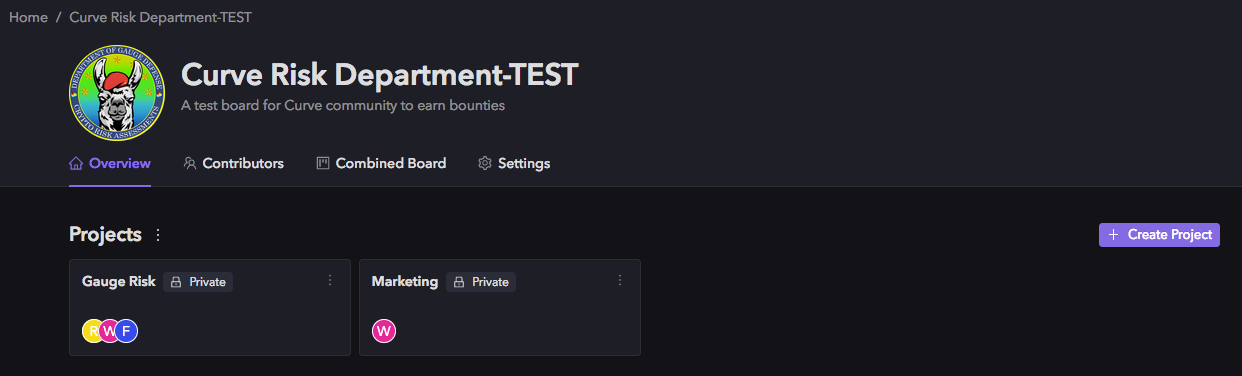 Home / Curve Risk Department-TEST
DEPARTMENT OF GAUGE DEFENSE
CRYPTO RISK ASSESSMENTS
Curve Risk Department-TEST
A test board for Curve community to earn bounties
Overview Contributors Combined Board Settings
Projects
+ Create Project
Gauge Risk Private
Marketing Private
R W F
W